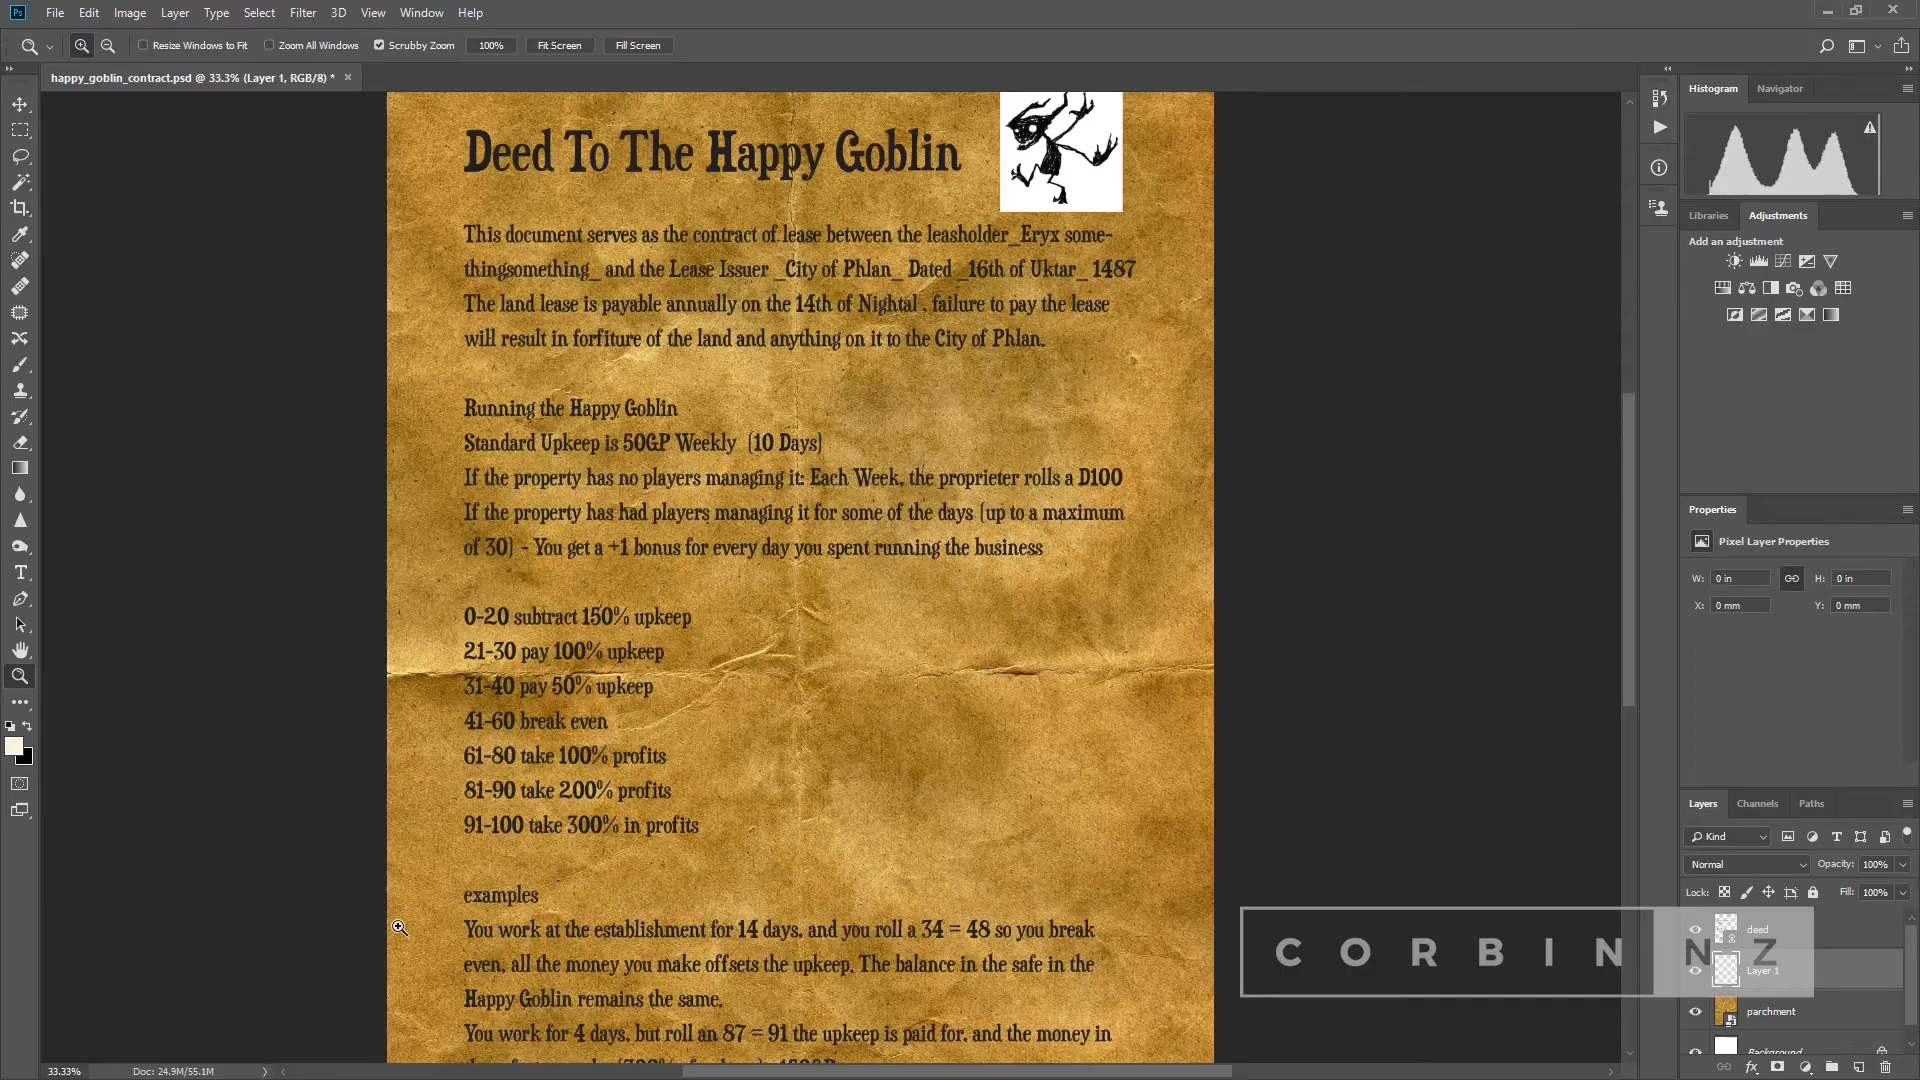 Ps File Edit Image Layer Type Select Filter 3D View Window Help
Resize Windows to Fit Zoom All Windows Scrubby Zoom 100% Fit Screen Fill Screen
happy_goblin_contract.psd @ 33.3% (Layer 1, RGB/8) * ×
Deed To The Happy Goblin
This document serves as the contract of lease between the leasholder_Eryx some-
thingsomething_ and the Lease Issuer _City of Phlan_ Dated _16th of Uktar_ 1487
The land lease is payable annually on the 14th of Nightal , failure to pay the lease
will result in forfiture of the land and anything on it to the City of Phlan.
Running the Happy Goblin
Standard Upkeep is 50GP Weekly (10 Days)
If the property has no players managing it: Each Week, the proprieter rolls a D100
If the property has had players managing it for some of the days (up to a maximum
of 30) - You get a +1 bonus for every day you spent running the business
0-20 subtract 150% upkeep
21-30 pay 100% upkeep
31-40 pay 50% upkeep
41-60 break even
61-80 take 100% profits
81-90 take 200% profits
91-100 take 300% in profits
examples
You work at the establishment for 14 days, and you roll a 34 = 48 so you break
even, all the money you make offsets the upkeep. The balance in the safe in the
Happy Goblin remains the same.
You work for 4 days, but roll an 87 = 91 the upkeep is paid for, and the money in
Histogram Navigator
Libraries Adjustments
Add an adjustment
Properties
Pixel Layer Properties
W: 0 in H: 0 in
X: 0 mm Y: 0 mm
Layers Channels Paths
Kind
Normal Opacity: 100%
Lock: Fill: 100%
deed
Layer 1
parchment
Background
CORBIN NZ
33.33% Doc: 24.9M/55.1M